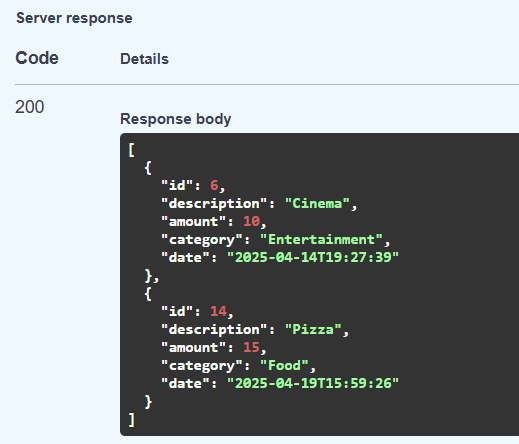 Server response
Code Details
200
Response body
[
  {
    "id": 6,
    "description": "Cinema",
    "amount": 10,
    "category": "Entertainment",
    "date": "2025-04-14T19:27:39"
  },
  {
    "id": 14,
    "description": "Pizza",
    "amount": 15,
    "category": "Food",
    "date": "2025-04-19T15:59:26"
  }
]